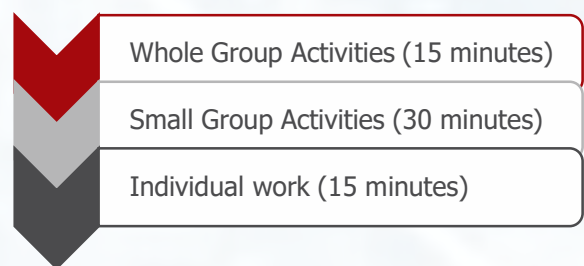 Whole Group Activities (15 minutes)
Small Group Activities (30 minutes)
Individual work (15 minutes)